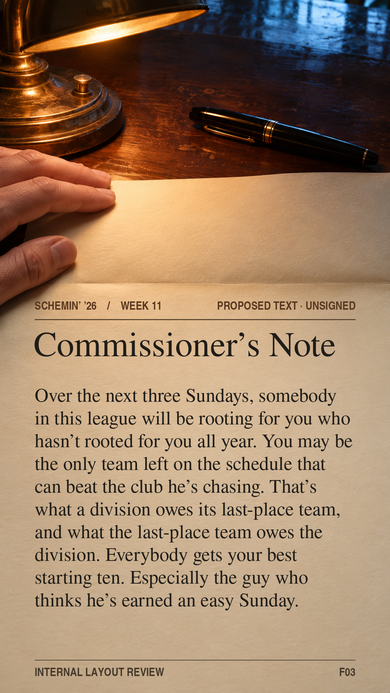 SCHEMIN’ ’26 / WEEK 11 PROPOSED TEXT · UNSIGNED
Commissioner’s Note
Over the next three Sundays, somebody
in this league will be rooting for you who
hasn’t rooted for you all year. You may be
the only team left on the schedule that
can beat the club he’s chasing. That’s
what a division owes its last-place team,
and what the last-place team owes the
division. Everybody gets your best
starting ten. Especially the guy who
thinks he’s earned an easy Sunday.
INTERNAL LAYOUT REVIEW F03